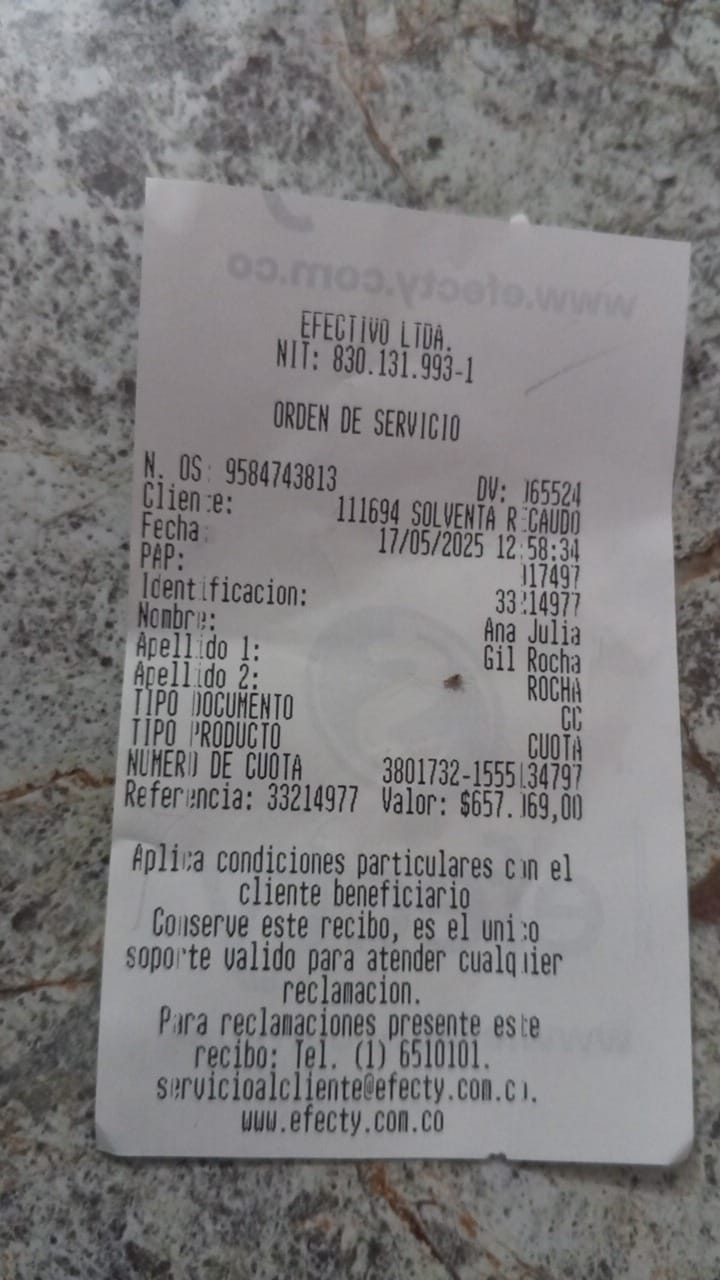 www.efecty.com.co
EFECTIVO LTDA.
NIT: 830.131.993-1
ORDEN DE SERVICIO
N. OS: 9584743813 DV:
Cliente: 111694 SOLVENTA RECAUDO
Fecha: 17/05/2025 12:58:34
PAP:
Identificacion: 33214977
Nombre: Ana Julia
Apellido 1: Gil Rocha
Apellido 2: ROCHA
TIPO DOCUMENTO CC
TIPO PRODUCTO CUOTA
NUMERO DE CUOTA
Referencia: 33214977 Valor:
Aplica condiciones particulares con el
cliente beneficiario
Conserve este recibo, es el unico
soporte valido para atender cualquier
reclamacion.
Para reclamaciones presente este
recibo: Tel. (1) 6510101.
servicioalcliente@efecty.com.co.
www.efecty.com.co